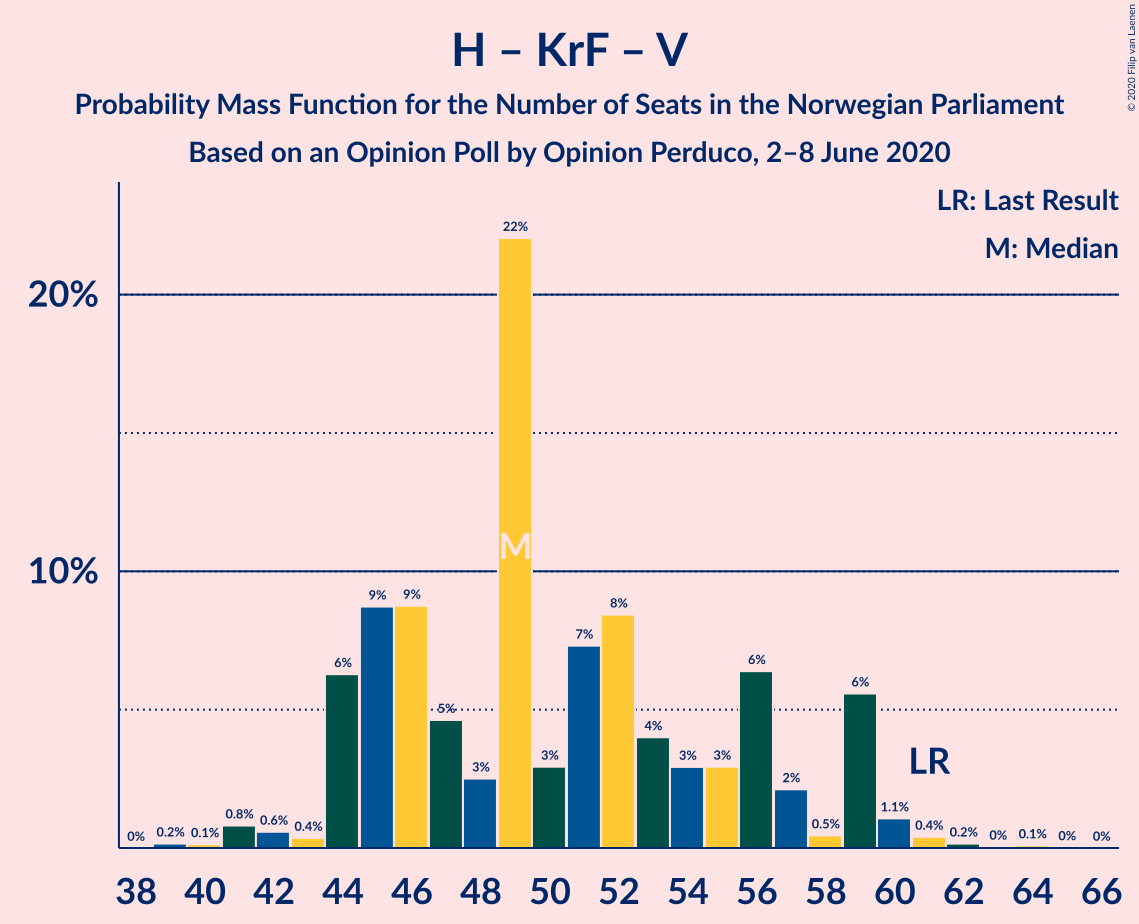 H – KrF – V
Probability Mass Function for the Number of Seats in the Norwegian Parliament
Based on an Opinion Poll by Opinion Perduco, 2–8 June 2020
© 2020 Filip van Laenen
LR: Last Result
M: Median
20%
10%
0% 0.2% 0.1% 0.8% 0.6% 0.4% 6% 9% 9% 5% 3% 22% 3% 7% 8% 4% 3% 3% 6% 2% 0.5% 6% 1.1% 0.4% 0.2% 0% 0.1% 0% 0%
M
LR
38 40 42 44 46 48 50 52 54 56 58 60 62 64 66